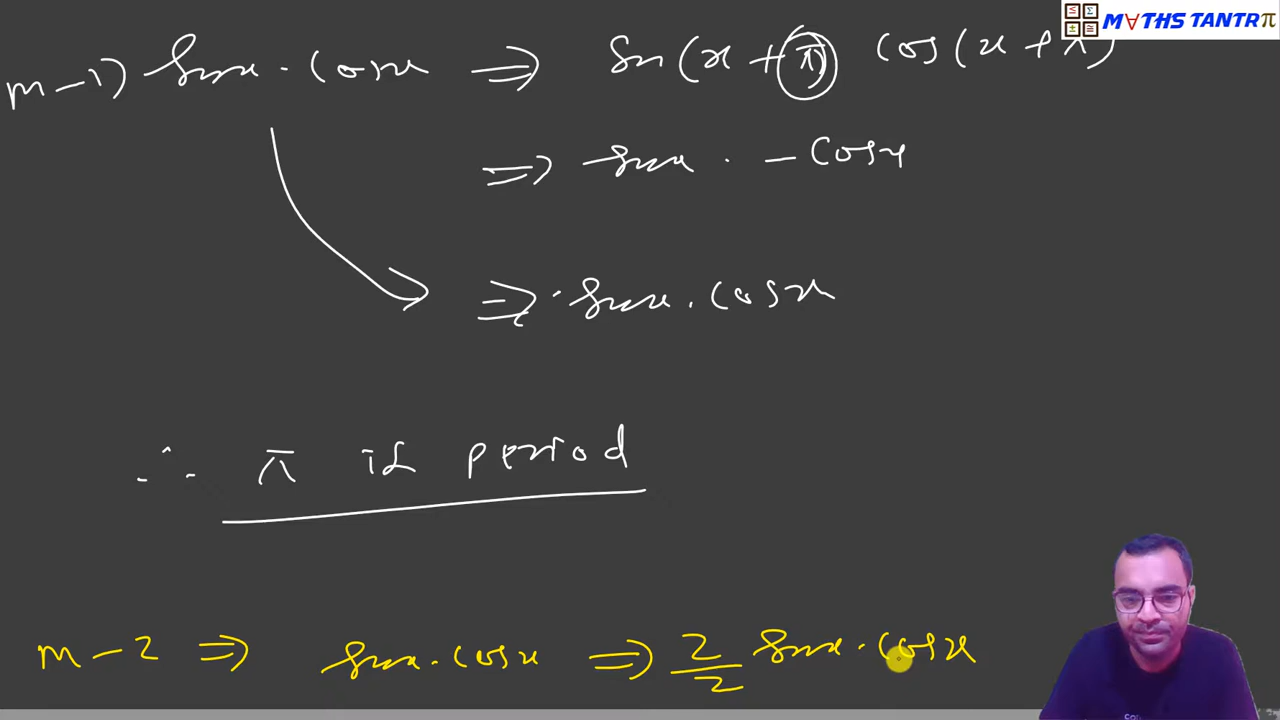 M∀THS TANTRπ
m-1) sinx . cosx ⇒ sin(x + π) cos(x + π)
⇒ - sinx . - cosx
⇒ sinx . cosx
∴ π is period
m-2 ⇒ sinx . cosx ⇒ 2/2 sinx . cosx